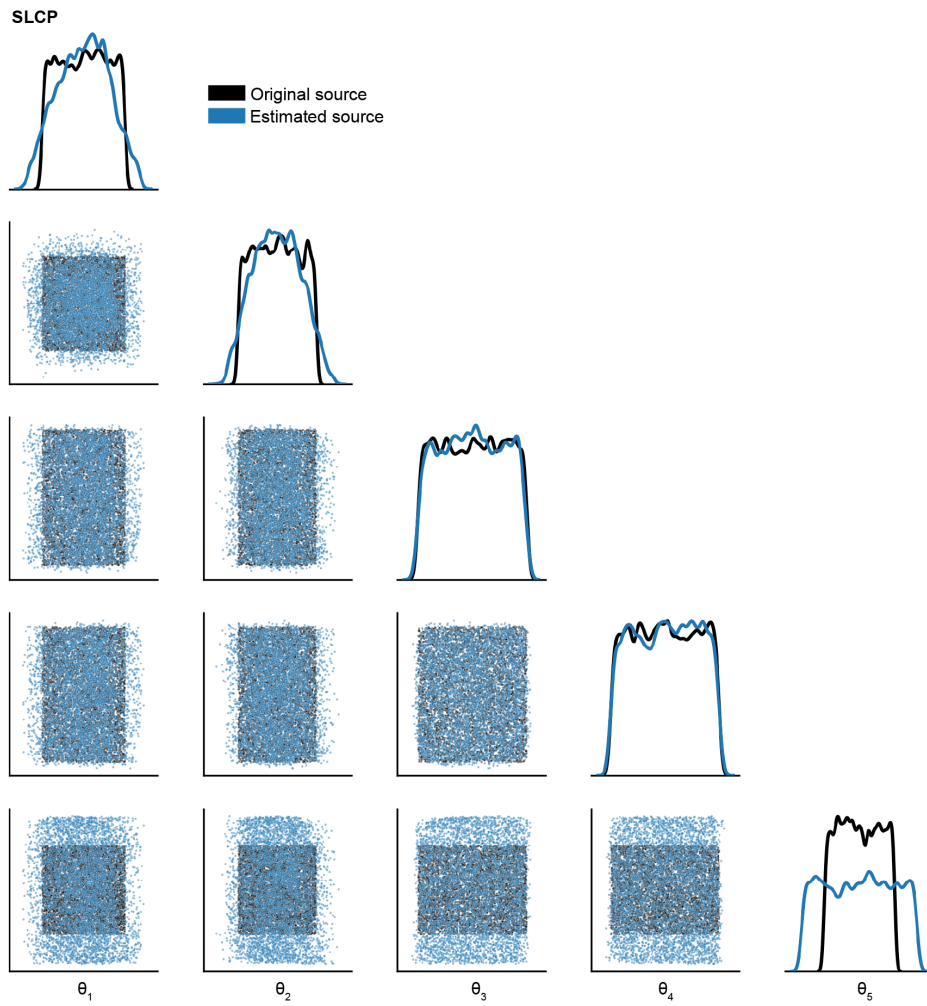 SLCP
Original source
Estimated source
θ₁ θ₂ θ₃ θ₄ θ₅